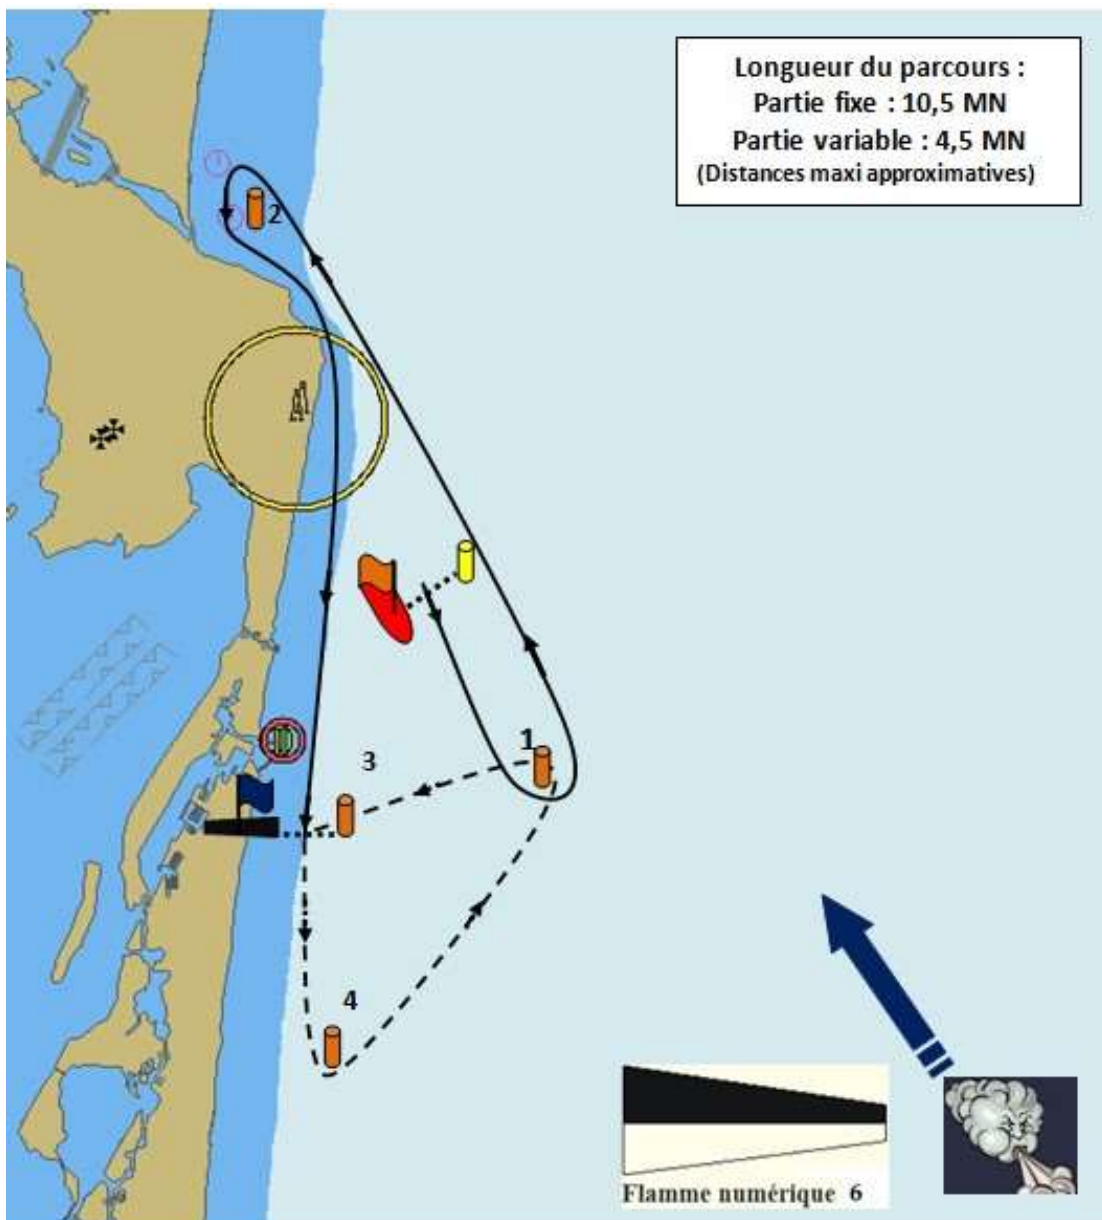 Longueur du parcours :
Partie fixe : 10,5 MN
Partie variable : 4,5 MN
(Distances maxi approximatives)
2
1
3
4
Flamme numérique 6